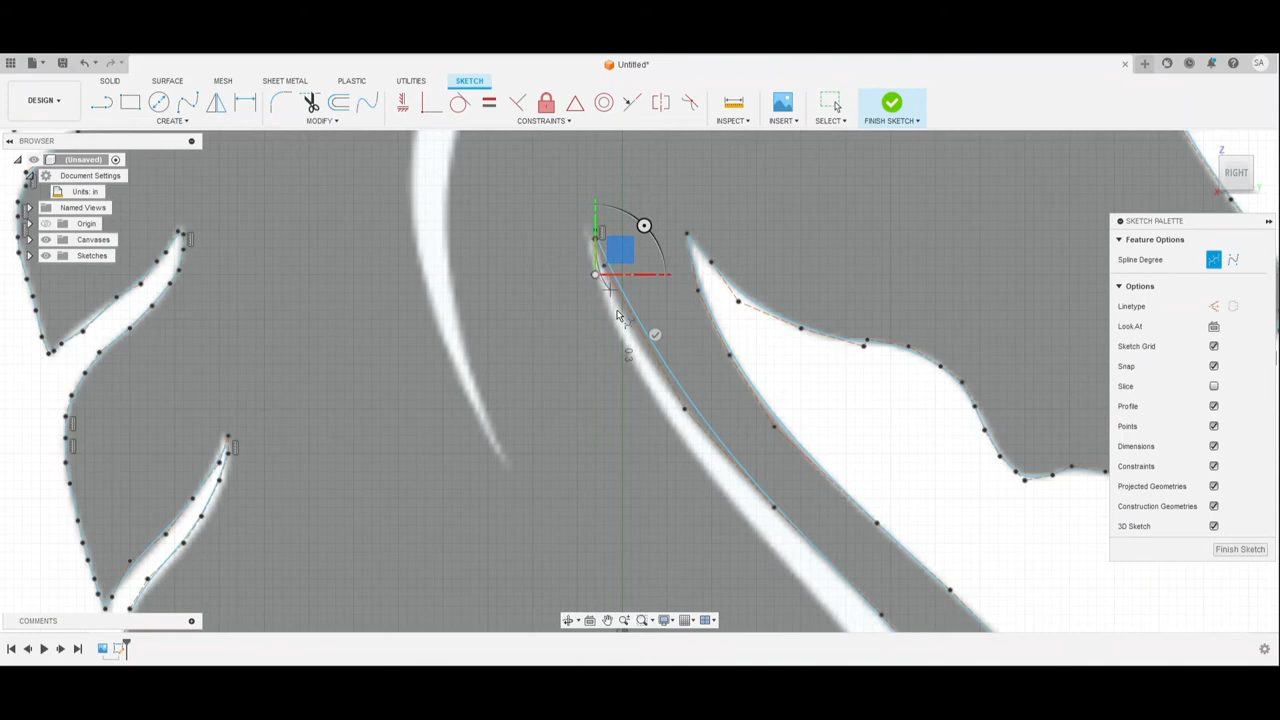 Untitled*
SA
DESIGN
SOLID
SURFACE
MESH
SHEET METAL
PLASTIC
UTILITIES
SKETCH
CREATE
MODIFY
CONSTRAINTS
INSPECT
INSERT
SELECT
FINISH SKETCH
BROWSER
(Unsaved)
Document Settings
Units: in
Named Views
Origin
Canvases
Sketches
Z
RIGHT
X
Y
SKETCH PALETTE
Feature Options
Spline Degree
Options
Linetype
Look At
Sketch Grid
Snap
Slice
Profile
Points
Dimensions
Constraints
Projected Geometries
Construction Geometries
3D Sketch
Finish Sketch
COMMENTS